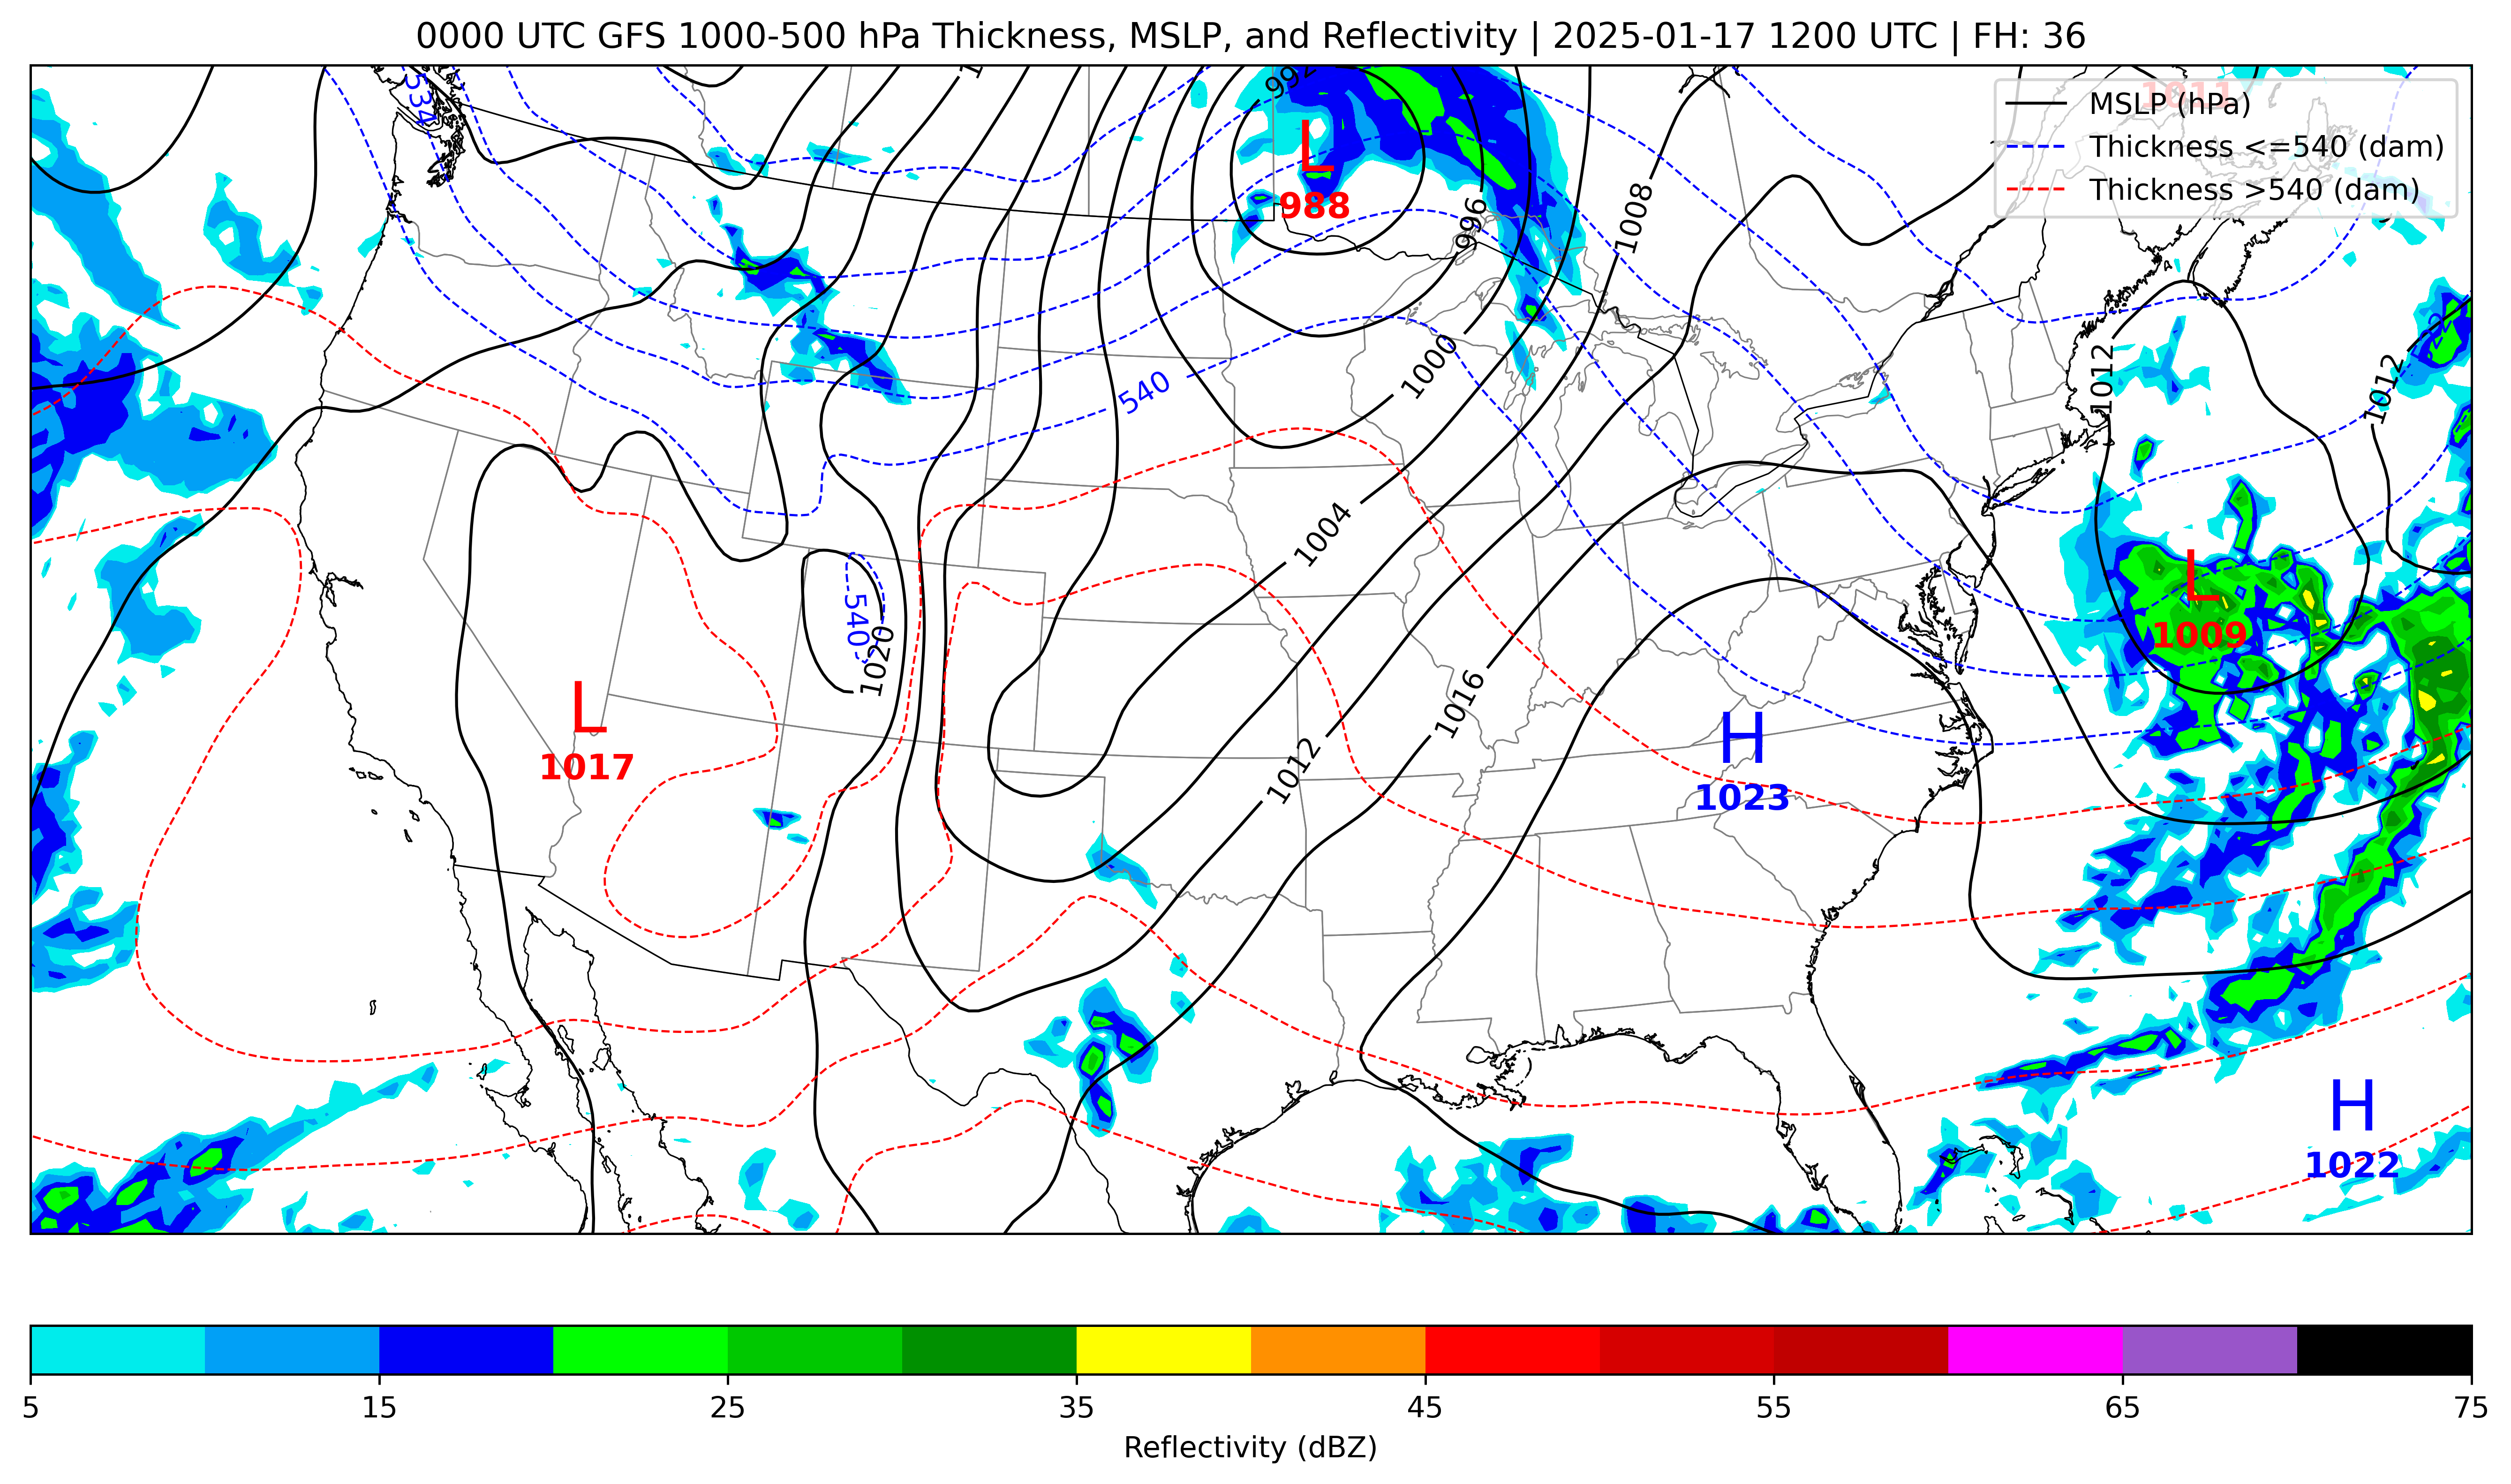 0000 UTC GFS 1000-500 hPa Thickness, MSLP, and Reflectivity | 2025-01-17 1200 UTC | FH: 36
534
992
1011
MSLP (hPa)
Thickness <=540 (dam)
Thickness >540 (dam)
L
988
996
1008
1000
540
1012
1012
1004
L
1009
540
1020
1016
L
1017
H
1023
1012
H
1022
5
15
25
35
45
55
65
75
Reflectivity (dBZ)